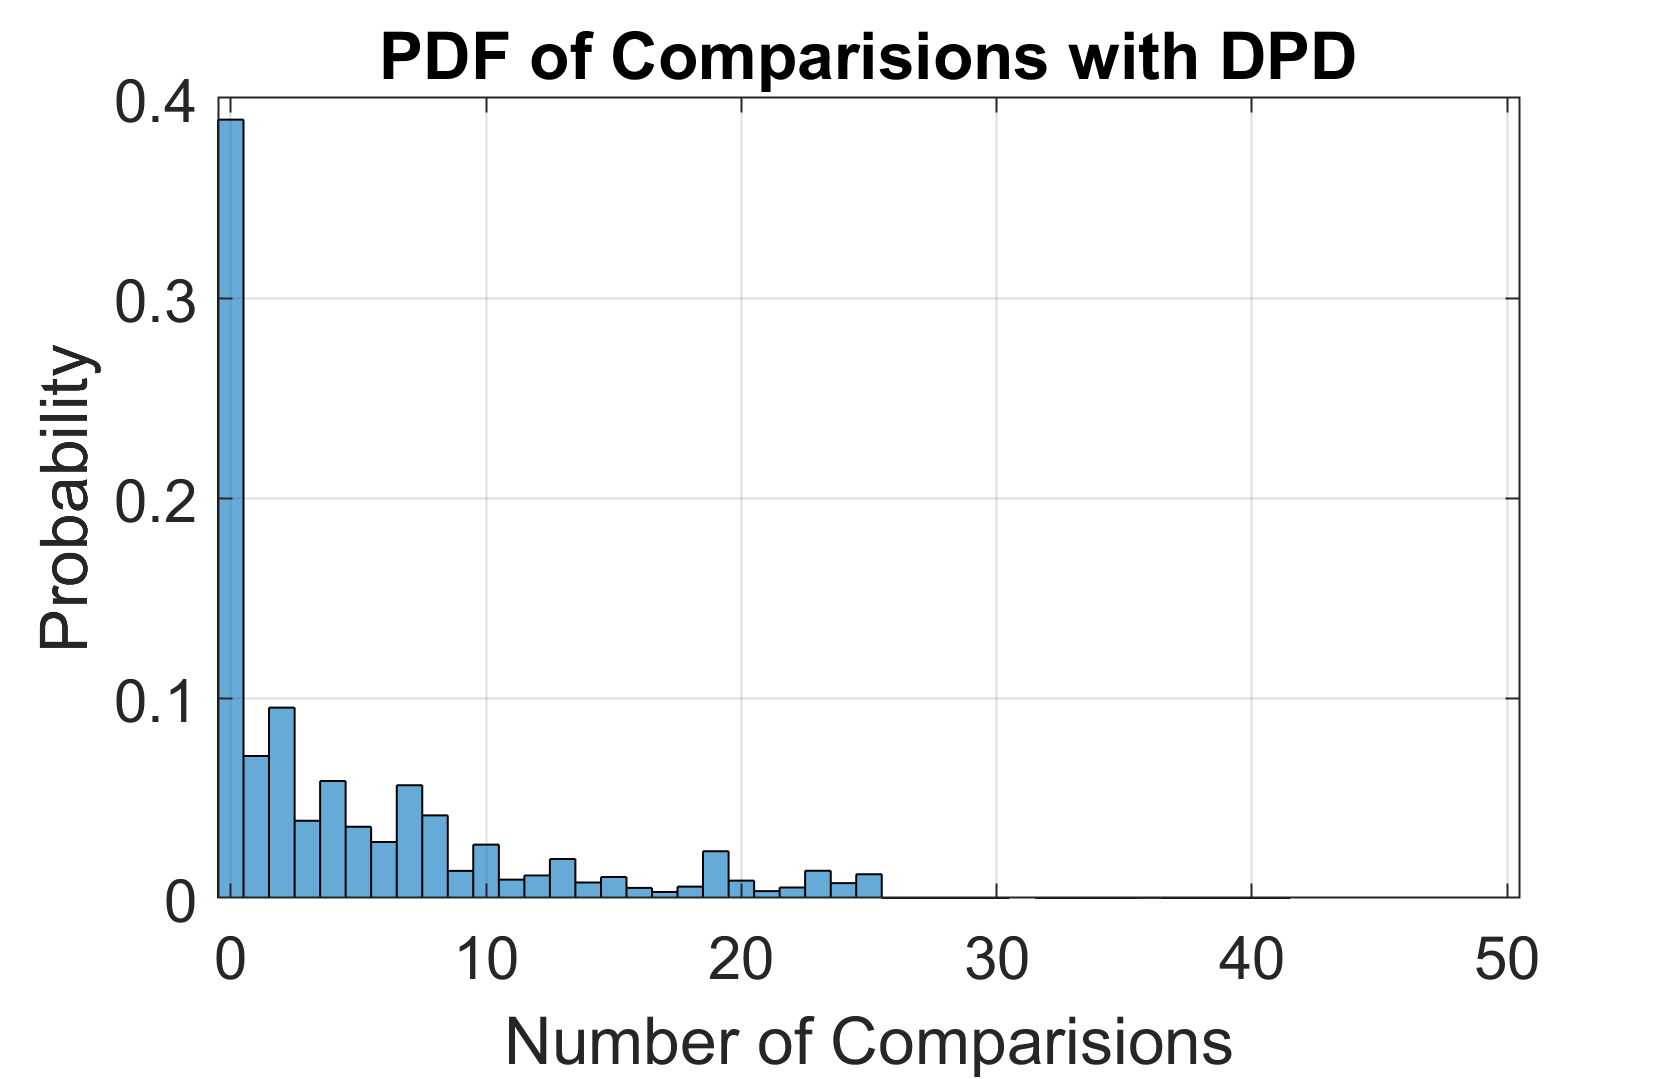 PDF of Comparisions with DPD
0.4
0.3
0.2
0.1
0
Probability
0 10 20 30 40 50
Number of Comparisions